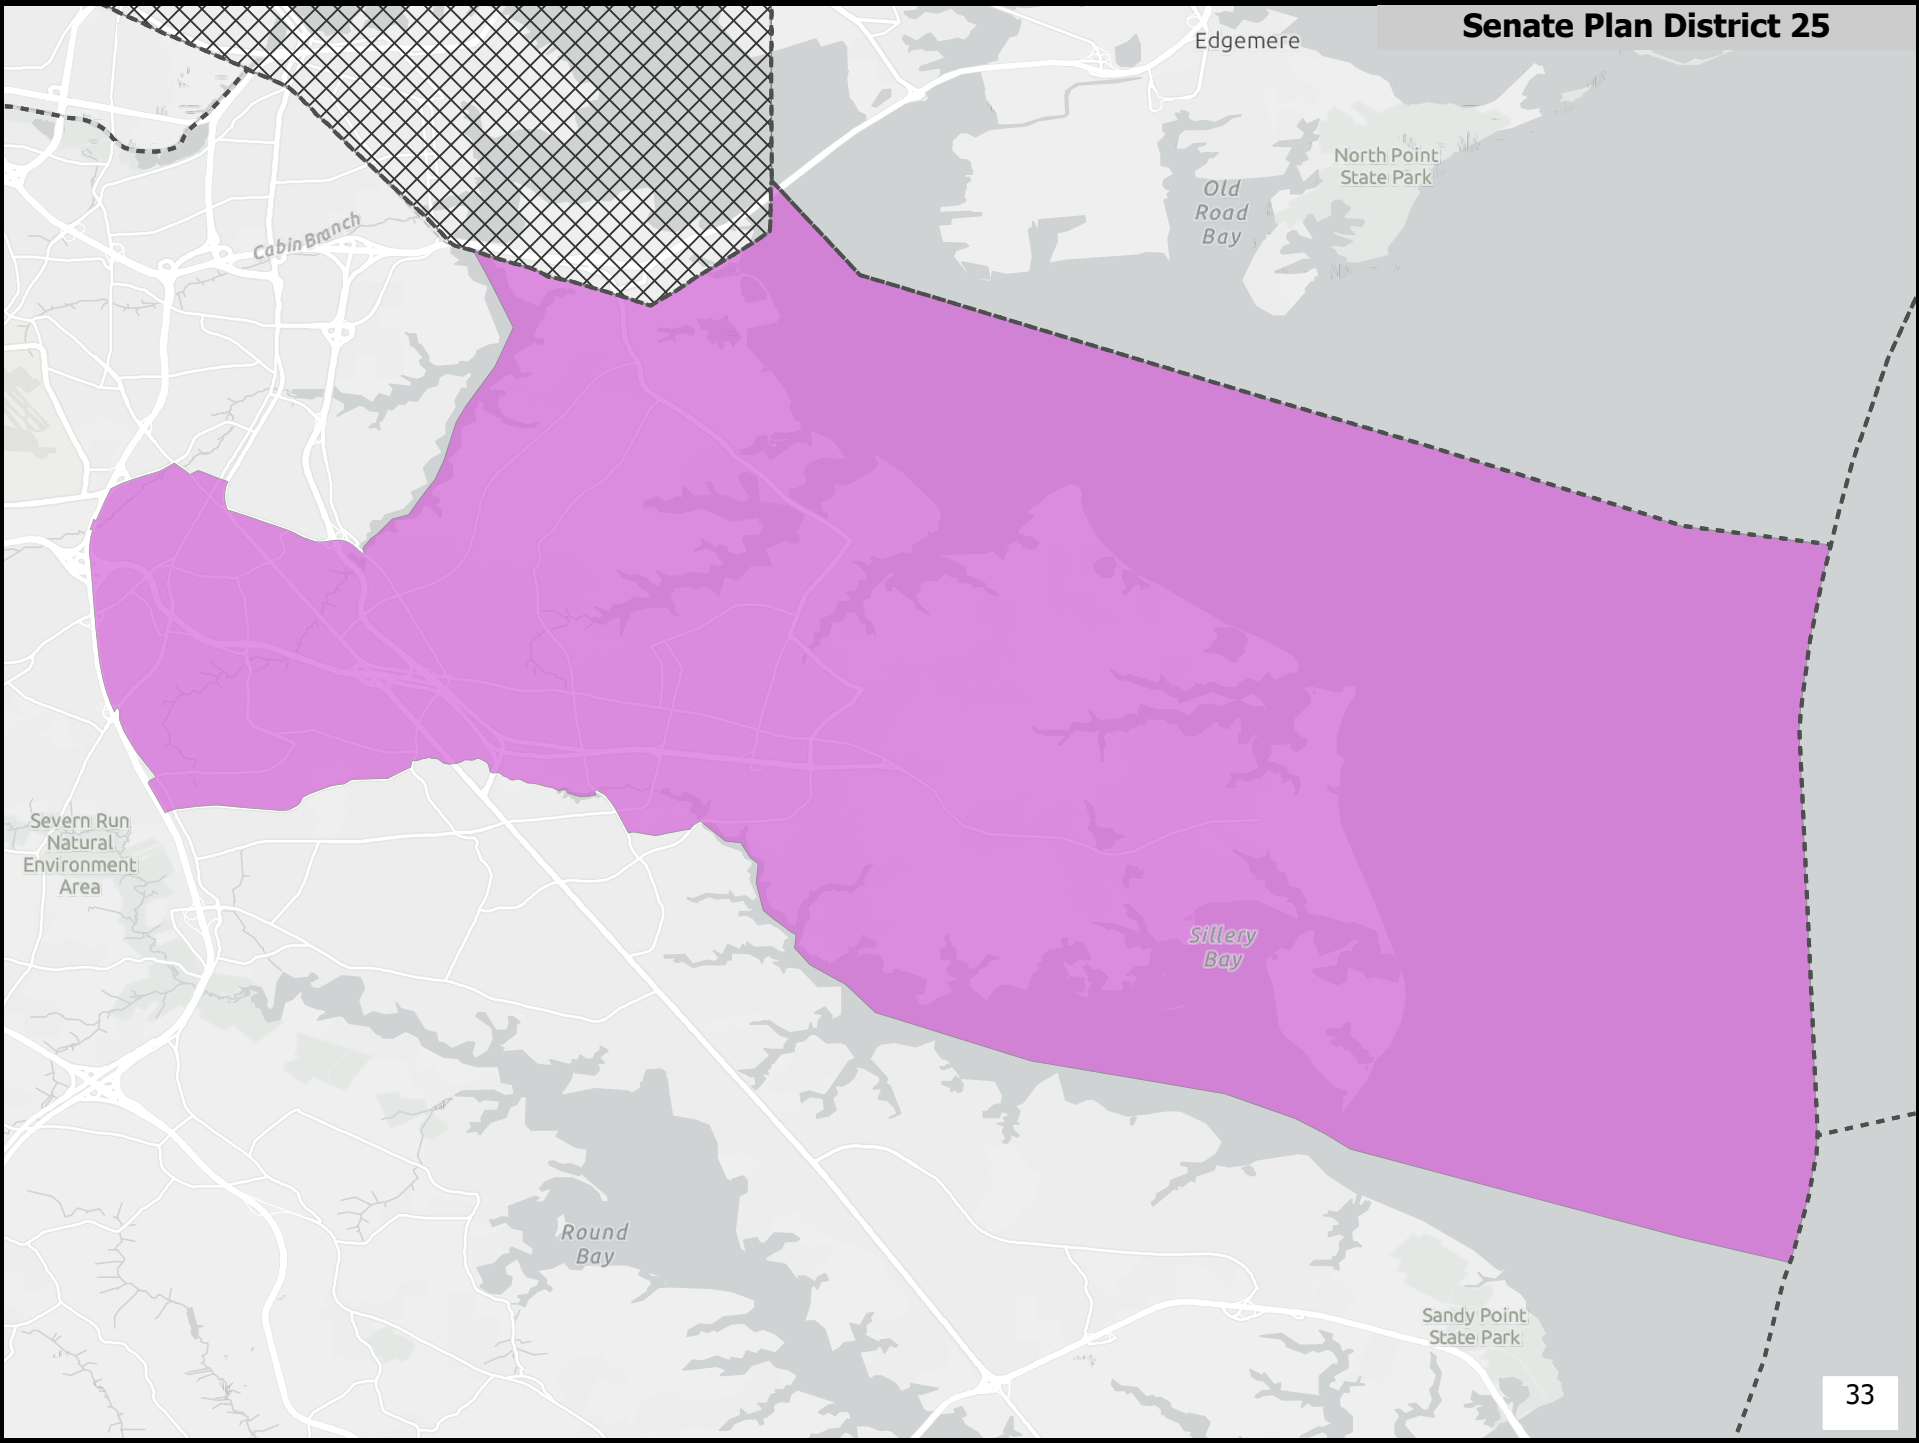 Senate Plan District 25
Edgemere
North Point
State Park
Old
Road
Bay
Cabin Branch
Severn Run
Natural
Environment
Area
Sillery
Bay
Round
Bay
Sandy Point
State Park
33